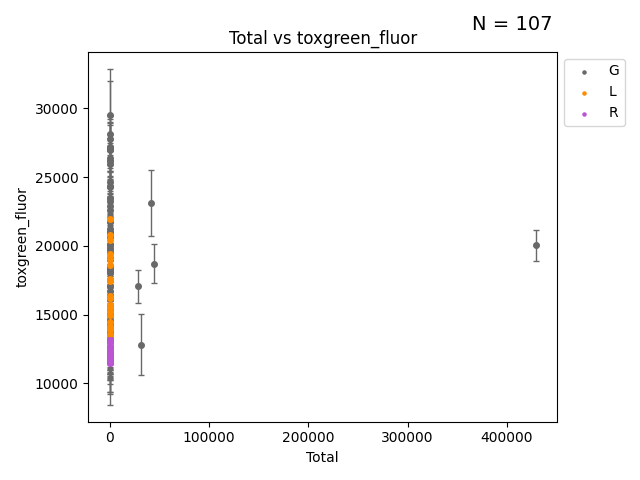 N = 107
Total vs toxgreen_fluor
G
L
R
30000
25000
20000
15000
10000
toxgreen_fluor
0
100000
200000
300000
400000
Total